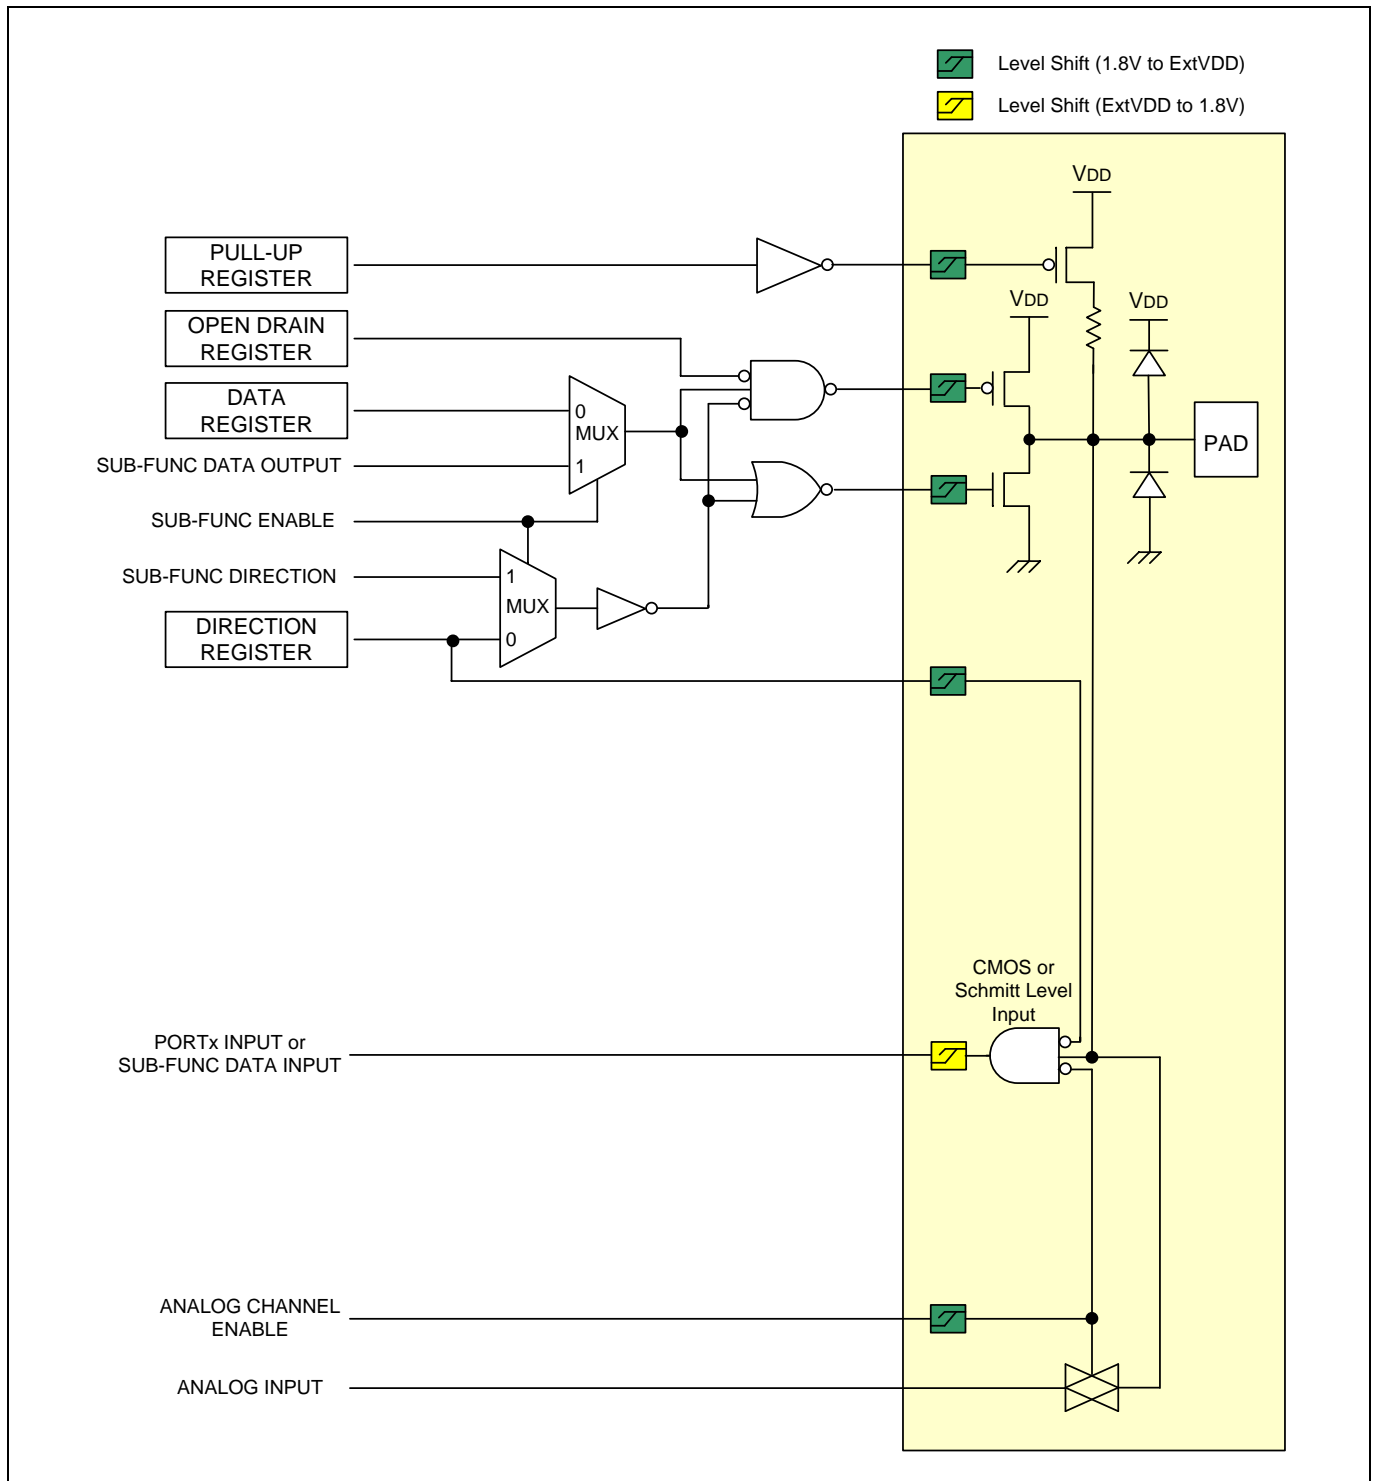 Level Shift (1.8V to ExtVDD)
Level Shift (ExtVDD to 1.8V)
VDD
PULL-UP
REGISTER
VDD
VDD
OPEN DRAIN
REGISTER
DATA
REGISTER
0
MUX
1
PAD
SUB-FUNC DATA OUTPUT
SUB-FUNC ENABLE
SUB-FUNC DIRECTION
1
MUX
0
DIRECTION
REGISTER
CMOS or
Schmitt Level
Input
PORTx INPUT or
SUB-FUNC DATA INPUT
ANALOG CHANNEL
ENABLE
ANALOG INPUT